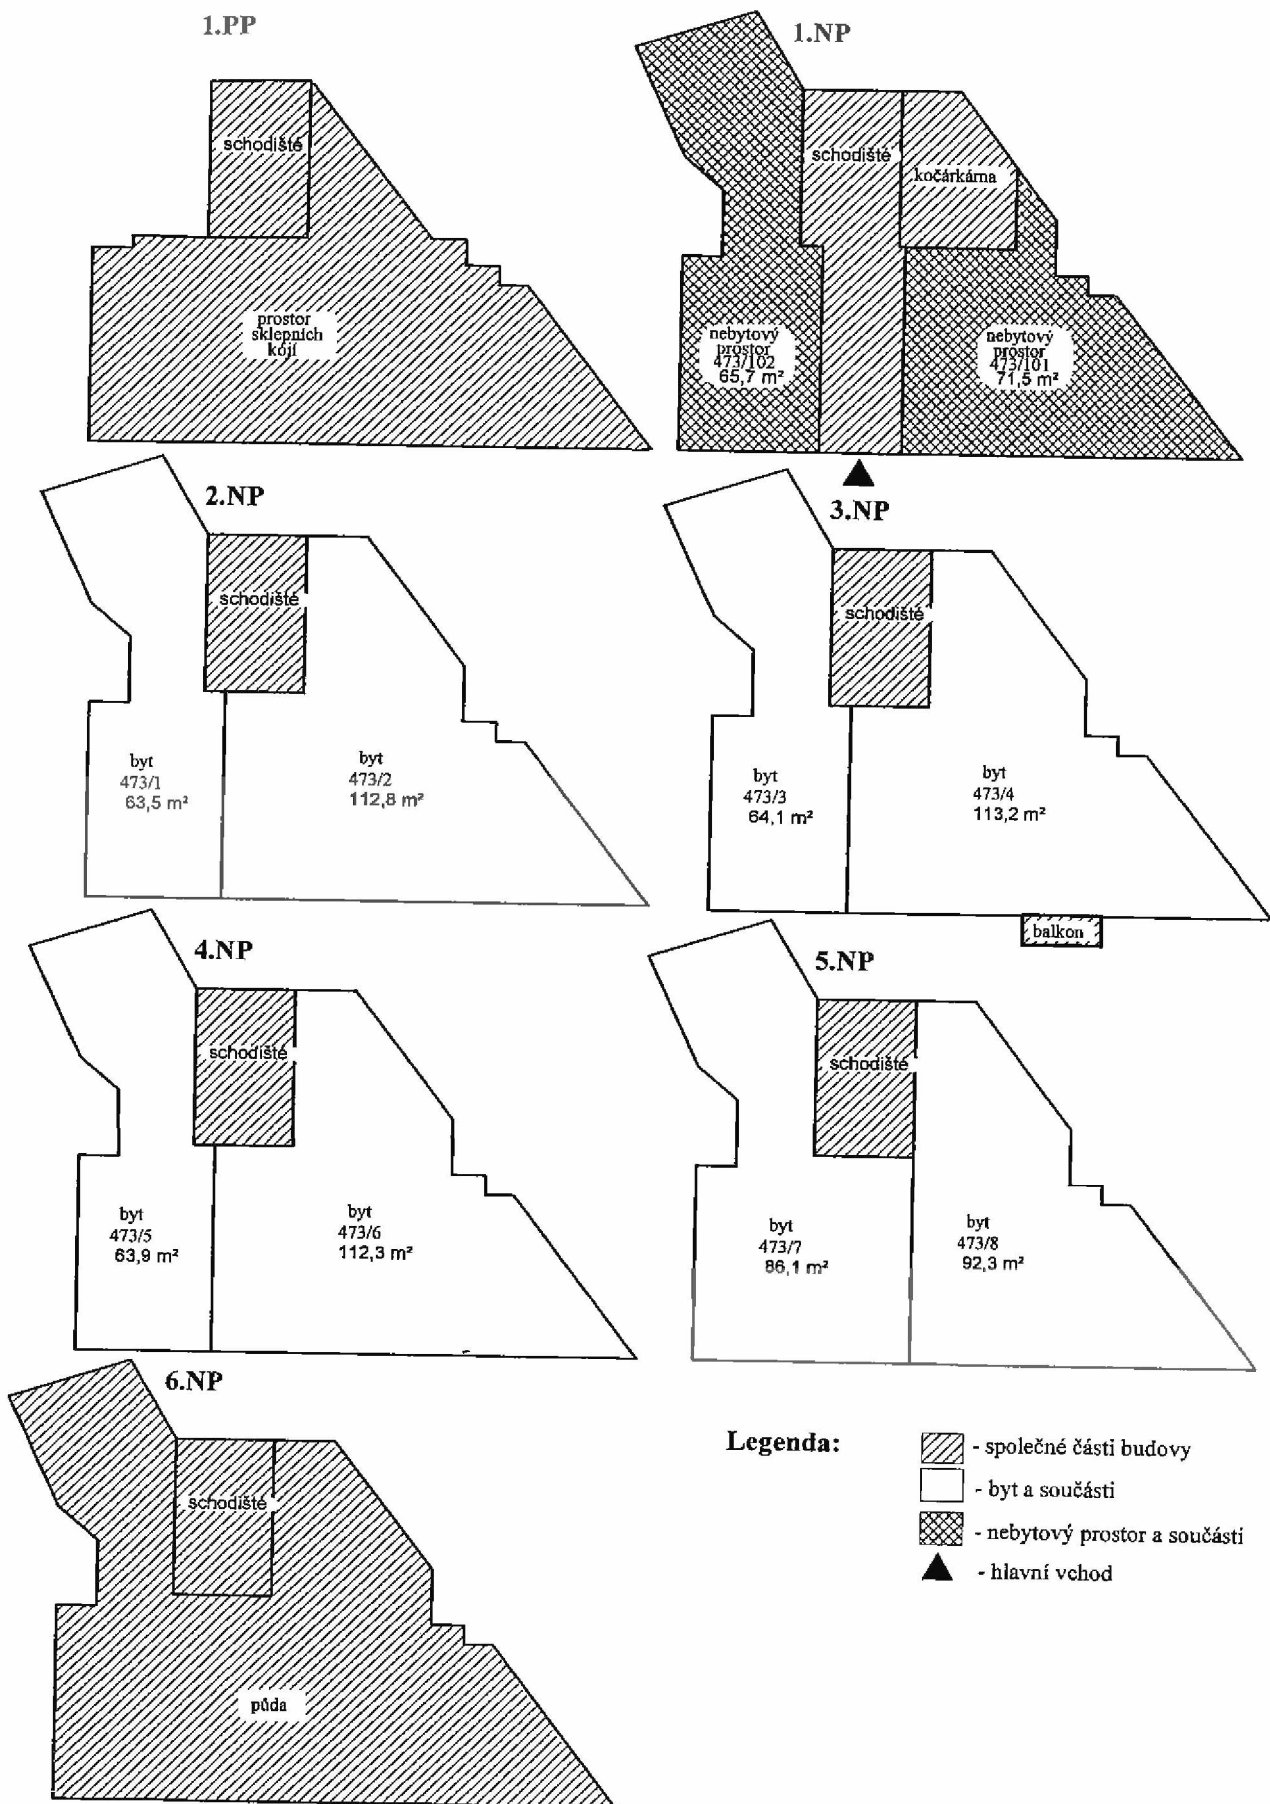 1.PP
schodiště
prostor
sklepních
kójí
1.NP
schodiště
kočárkárna
nebytový
prostor
473/102
65,7 m²
nebytový
prostor
473/101
71,5 m²
2.NP
schodiště
byt
473/1
63,5 m²
byt
473/2
112,8 m²
3.NP
schodiště
byt
473/3
64,1 m²
byt
473/4
113,2 m²
balkon
4.NP
schodiště
byt
473/5
63,9 m²
byt
473/6
112,3 m²
5.NP
schodiště
byt
473/7
86,1 m²
byt
473/8
92,3 m²
6.NP
schodiště
půda
Legenda:
- společné části budovy
- byt a součásti
- nebytový prostor a součásti
- hlavní vchod